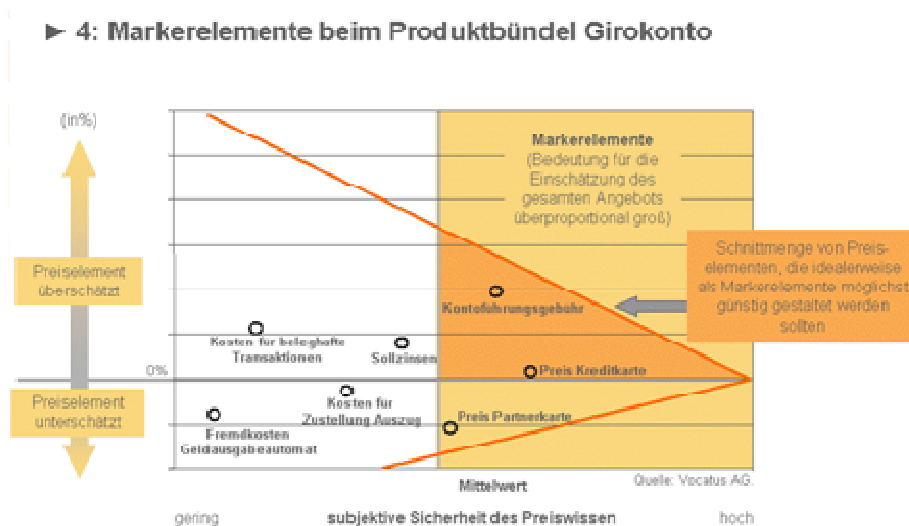 ► 4: Markerelemente beim Produktbündel Girokonto
(in%)
Markerelemente
(Bedeutung für die
Einschätzung des
gesamten Angebots
überproportional groß)
Preiselement
überschätzt
Schnittmenge von Preis-
elementen, die idealerweise
als Markerelemente möglichst
günstig gestaltet werden
sollten
Kontoführungsgebühr
Kosten für beleghafte
Transaktionen
Sollzinsen
0%
Preis Kreditkarte
Preiselement
unterschätzt
Kosten für
Zustellung Auszug
Preis Partnerkarte
Fremdkosten
Geldausgabeautomat
Mittelwert
Quelle: Vocatus AG.
gering
subjektive Sicherheit des Preiswissen
hoch